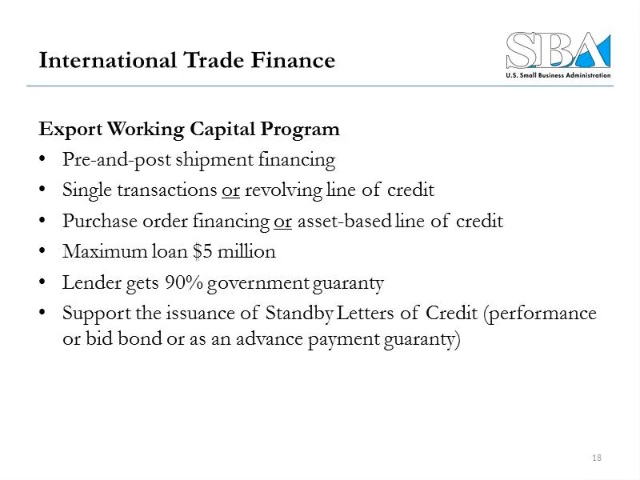 International Trade Finance
SBA
U.S. Small Business Administration
Export Working Capital Program
• Pre-and-post shipment financing
• Single transactions or revolving line of credit
• Purchase order financing or asset-based line of credit
• Maximum loan $5 million
• Lender gets 90% government guaranty
• Support the issuance of Standby Letters of Credit (performance
or bid bond or as an advance payment guaranty)
18